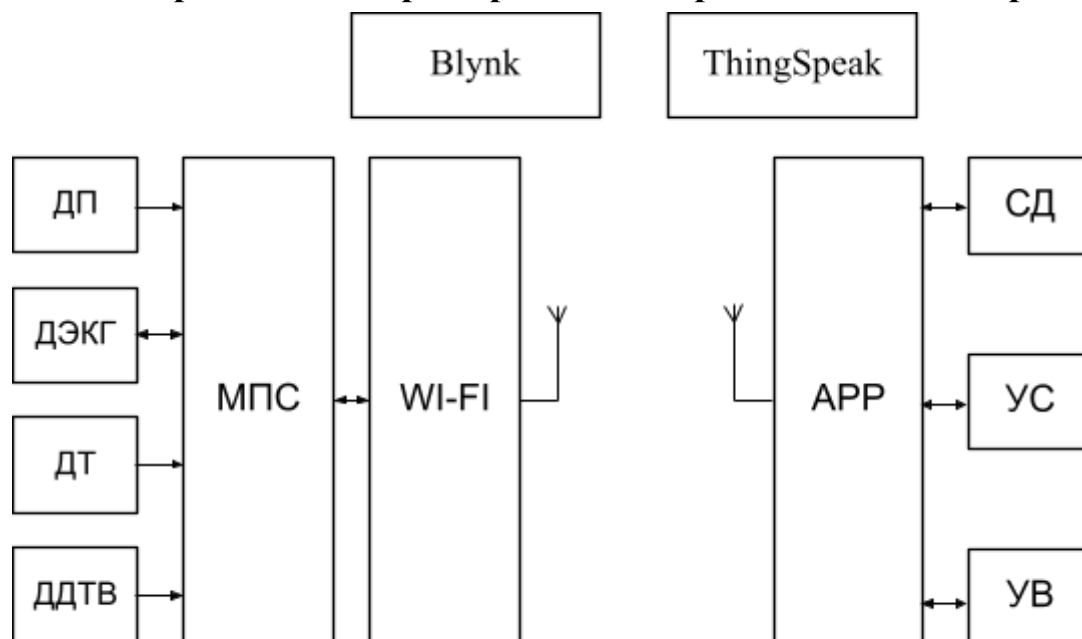 Blynk
ThingSpeak
ДП
ДЭКГ
ДТ
ДДТВ
МПС
WI-FI
APP
СД
УС
УВ